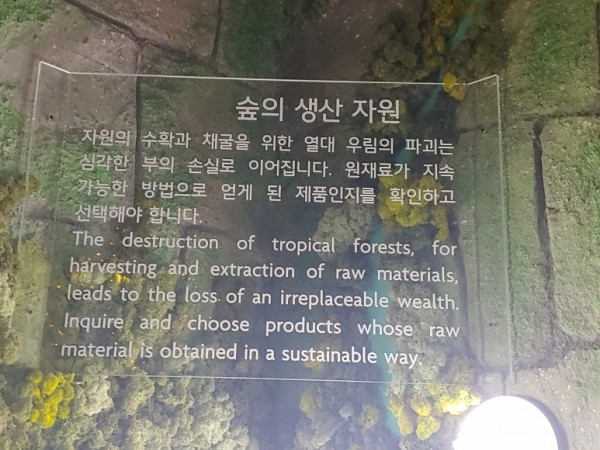 숲의 생산 자원
자원의 수확과 채굴을 위한 열대 우림의 파괴는
심각한 부의 손실로 이어집니다. 원재료가 지속
가능한 방법으로 얻게 된 제품인지를 확인하고
선택해야 합니다.
The destruction of tropical forests, for
harvesting and extraction of raw materials,
leads to the loss of an irreplaceable wealth.
Inquire and choose products whose raw
material is obtained in a sustainable way.